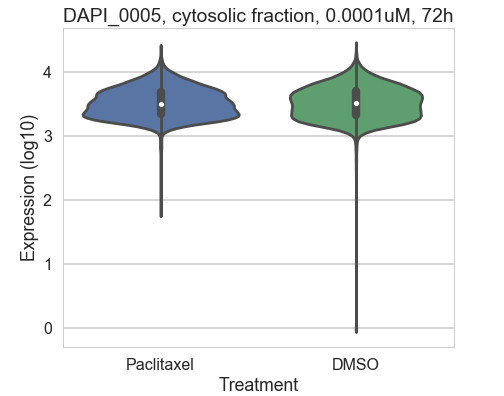 DAPI_0005, cytosolic fraction, 0.0001uM, 72h
Expression (log10)
4
3
2
1
0
Paclitaxel DMSO
Treatment